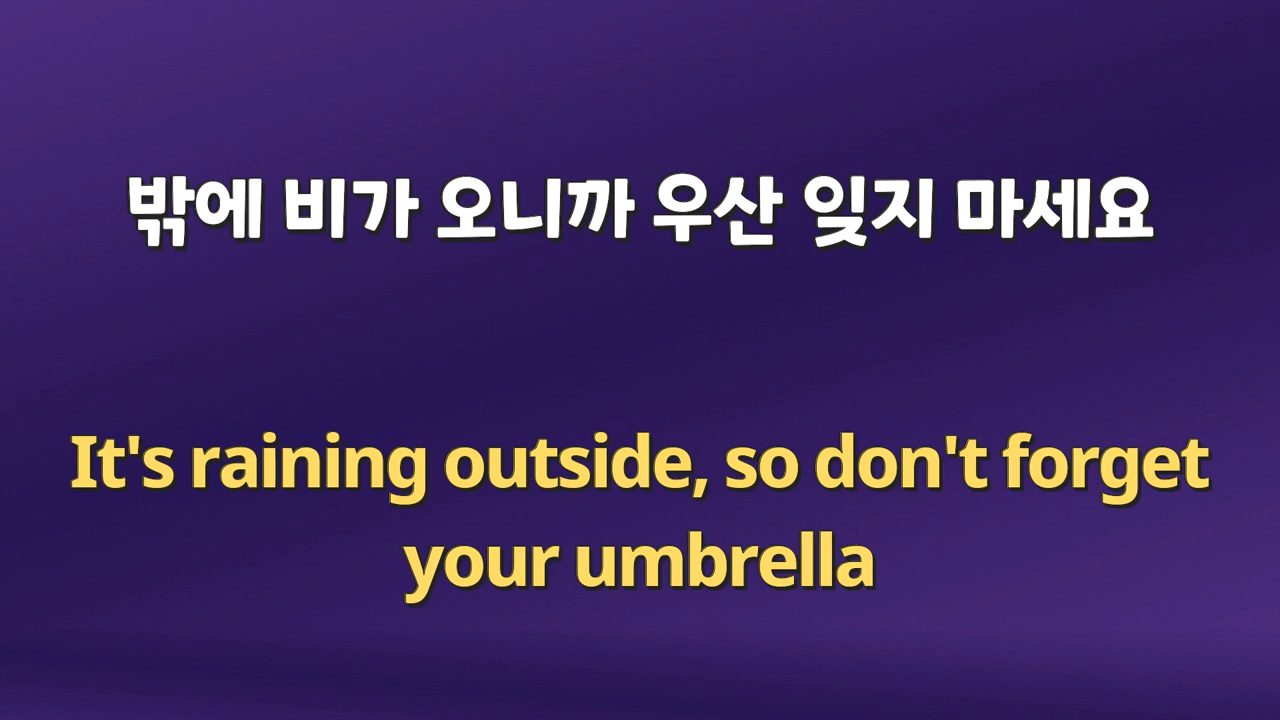 밖에 비가 오니까 우산 잊지 마세요
It's raining outside, so don't forget
your umbrella